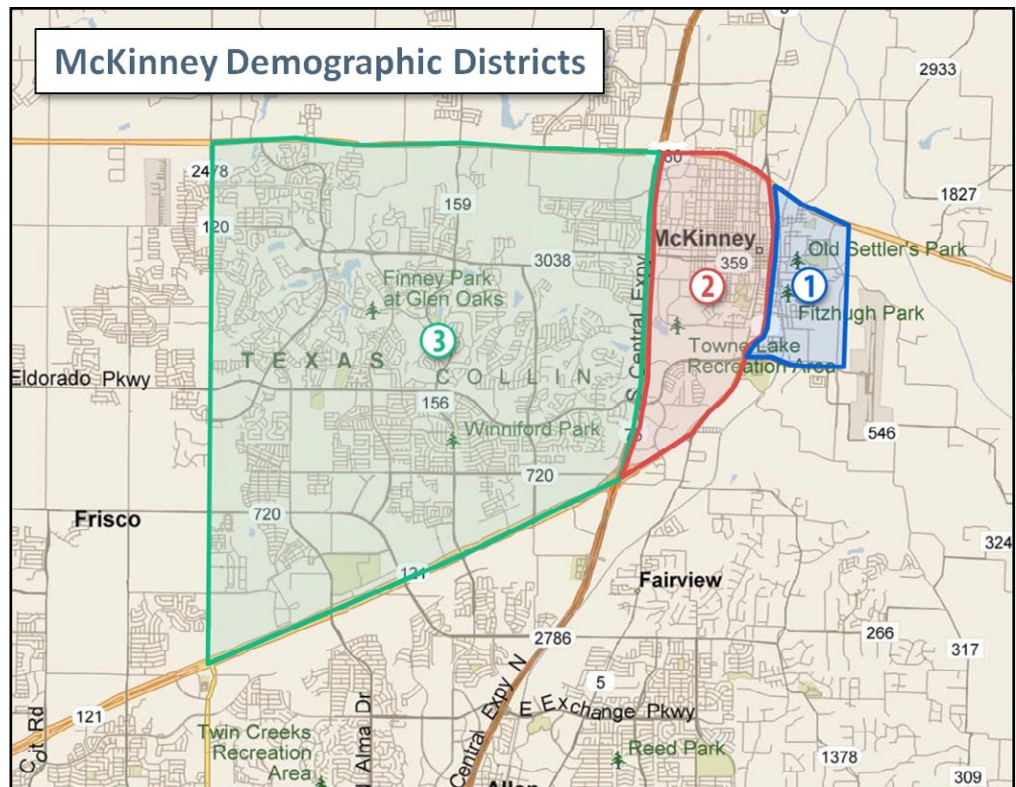 McKinney Demographic Districts
2933
2478
159
1827
120
McKinney
Old Settler's Park
3038
359
Finney Park
at Glen Oaks
2
1
Fitzhugh Park
3
S Central Expy
Towne Lake
Recreation Area
TEXAS
COLLIN
Eldorado Pkwy
156
Winniford Park
546
720
720
Frisco
324
121
Fairview
2786
266
317
5
E Exchange Pkwy
121
Central Expy N
Alma Dr
Twin Creeks
Recreation
Area
Reed Park
1378
309